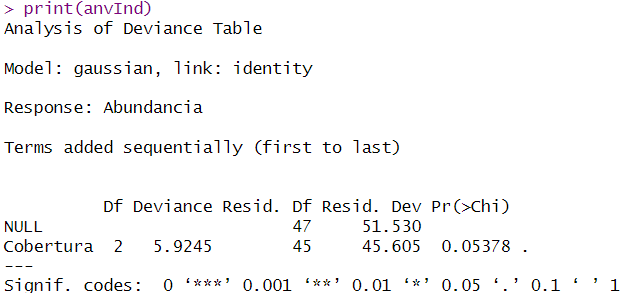 > print(anvInd)
Analysis of Deviance Table

Model: gaussian, link: identity

Response: Abundancia

Terms added sequentially (first to last)


          Df Deviance Resid. Df Resid. Dev Pr(>Chi)
NULL                         47     51.530
Cobertura  2   5.9245        45     45.605  0.05378 .
---
Signif. codes:  0 ‘***’ 0.001 ‘**’ 0.01 ‘*’ 0.05 ‘.’ 0.1 ‘ ’ 1